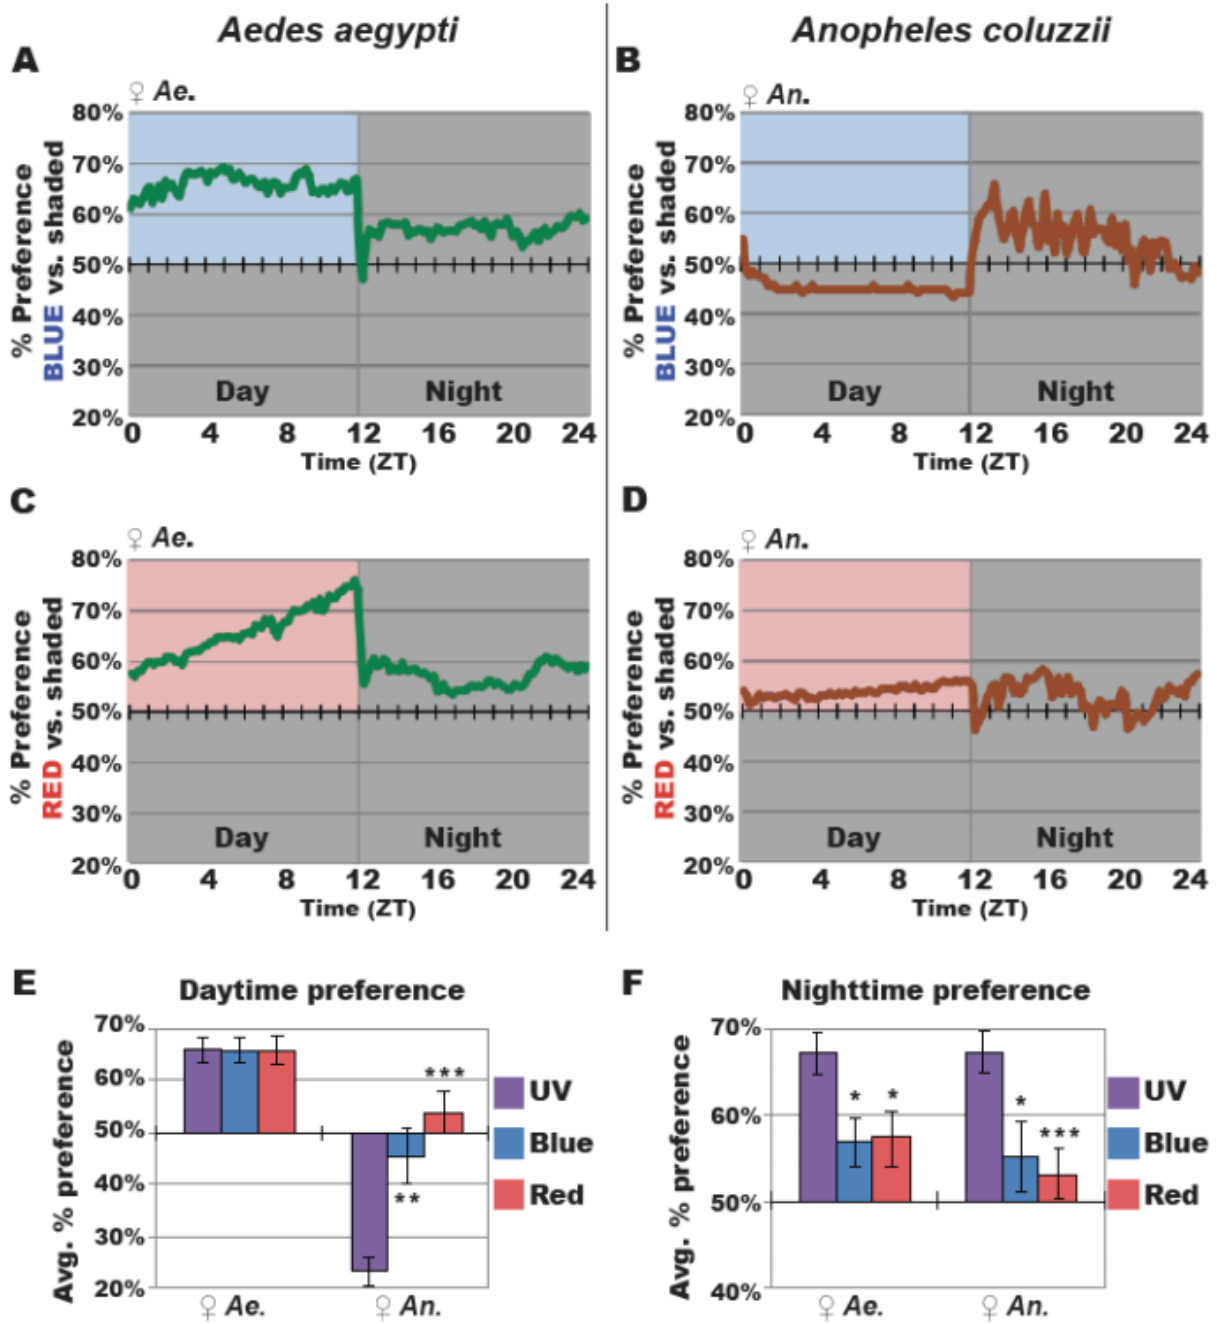 Aedes aegypti
Anopheles coluzzii
A
♀ Ae.
% Preference
BLUE vs. shaded
80%
70%
60%
50%
40%
30%
20%
Day
Night
0 4 8 12 16 20 24
Time (ZT)
B
♀ An.
% Preference
BLUE vs. shaded
80%
70%
60%
50%
40%
30%
20%
Day
Night
0 4 8 12 16 20 24
Time (ZT)
C
♀ Ae.
% Preference
RED vs. shaded
80%
70%
60%
50%
40%
30%
20%
Day
Night
0 4 8 12 16 20 24
Time (ZT)
D
♀ An.
% Preference
RED vs. shaded
80%
70%
60%
50%
40%
30%
20%
Day
Night
0 4 8 12 16 20 24
Time (ZT)
E
Daytime preference
Avg. % preference
70%
60%
50%
40%
30%
20%
***
**
♀ Ae.
♀ An.
UV
Blue
Red
F
Nighttime preference
Avg. % preference
70%
60%
50%
40%
* *
*
***
♀ Ae.
♀ An.
UV
Blue
Red